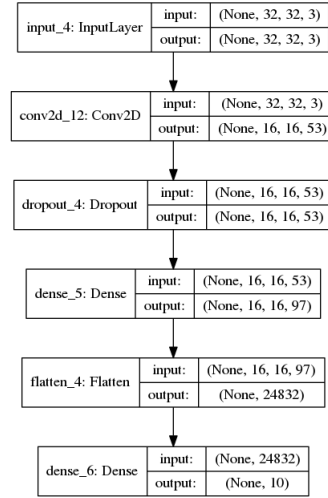 input_4: InputLayer
input: (None, 32, 32, 3)
output: (None, 32, 32, 3)
conv2d_12: Conv2D
input: (None, 32, 32, 3)
output: (None, 16, 16, 53)
dropout_4: Dropout
input: (None, 16, 16, 53)
output: (None, 16, 16, 53)
dense_5: Dense
input: (None, 16, 16, 53)
output: (None, 16, 16, 97)
flatten_4: Flatten
input: (None, 16, 16, 97)
output: (None, 24832)
dense_6: Dense
input: (None, 24832)
output: (None, 10)